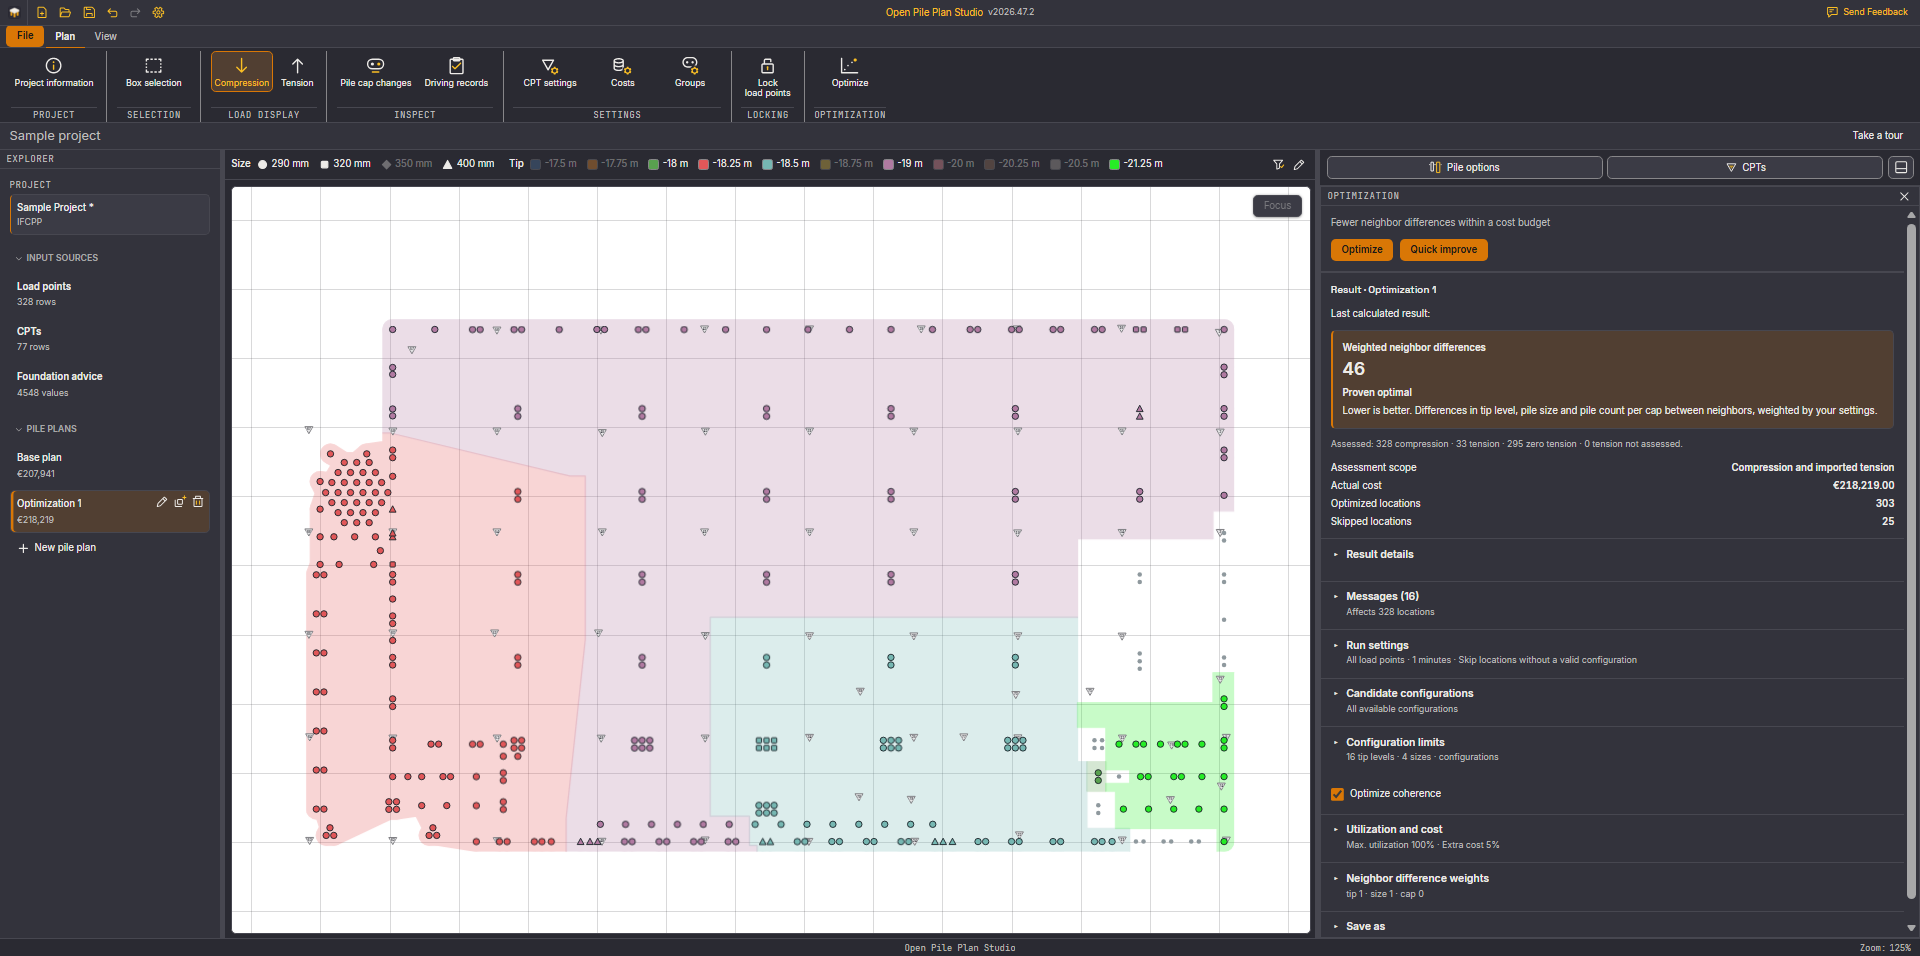 Open Pile Plan Studio v2026.47.2
Send Feedback
File Plan View
Project information
Box selection
Compression
Tension
Pile cap changes
Driving records
CPT settings
Costs
Groups
Lock
load points
Optimize
PROJECT
SELECTION
LOAD DISPLAY
INSPECT
SETTINGS
LOCKING
OPTIMIZATION
Sample project
Take a tour
EXPLORER
PROJECT
Sample Project *
IFCPP
INPUT SOURCES
Load points
328 rows
CPTs
77 rows
Foundation advice
4548 values
PILE PLANS
Base plan
€207,941
Optimization 1
€218,219
New pile plan
Size 290 mm 320 mm 350 mm 400 mm Tip -17.5 m -17.75 m -18 m -18.25 m -18.5 m -18.75 m -19 m -20 m -20.25 m -20.5 m -21.25 m
Focus
Pile options
CPTs
OPTIMIZATION
Fewer neighbor differences within a cost budget
Optimize
Quick improve
Result · Optimization 1
Last calculated result:
Weighted neighbor differences
46
Proven optimal
Lower is better. Differences in tip level, pile size and pile count per cap between neighbors, weighted by your settings.
Assessed: 328 compression · 33 tension · 295 zero tension · 0 tension not assessed.
Assessment scope Compression and imported tension
Actual cost €218,219.00
Optimized locations 303
Skipped locations 25
Result details
Messages (16)
Affects 328 locations
Run settings
All load points · 1 minutes · Skip locations without a valid configuration
Candidate configurations
All available configurations
Configuration limits
16 tip levels · 4 sizes · configurations
Optimize coherence
Utilization and cost
Max. utilization 100% · Extra cost 5%
Neighbor difference weights
tip 1 · size 1 · cap 0
Save as
Open Pile Plan Studio
Zoom: 125%